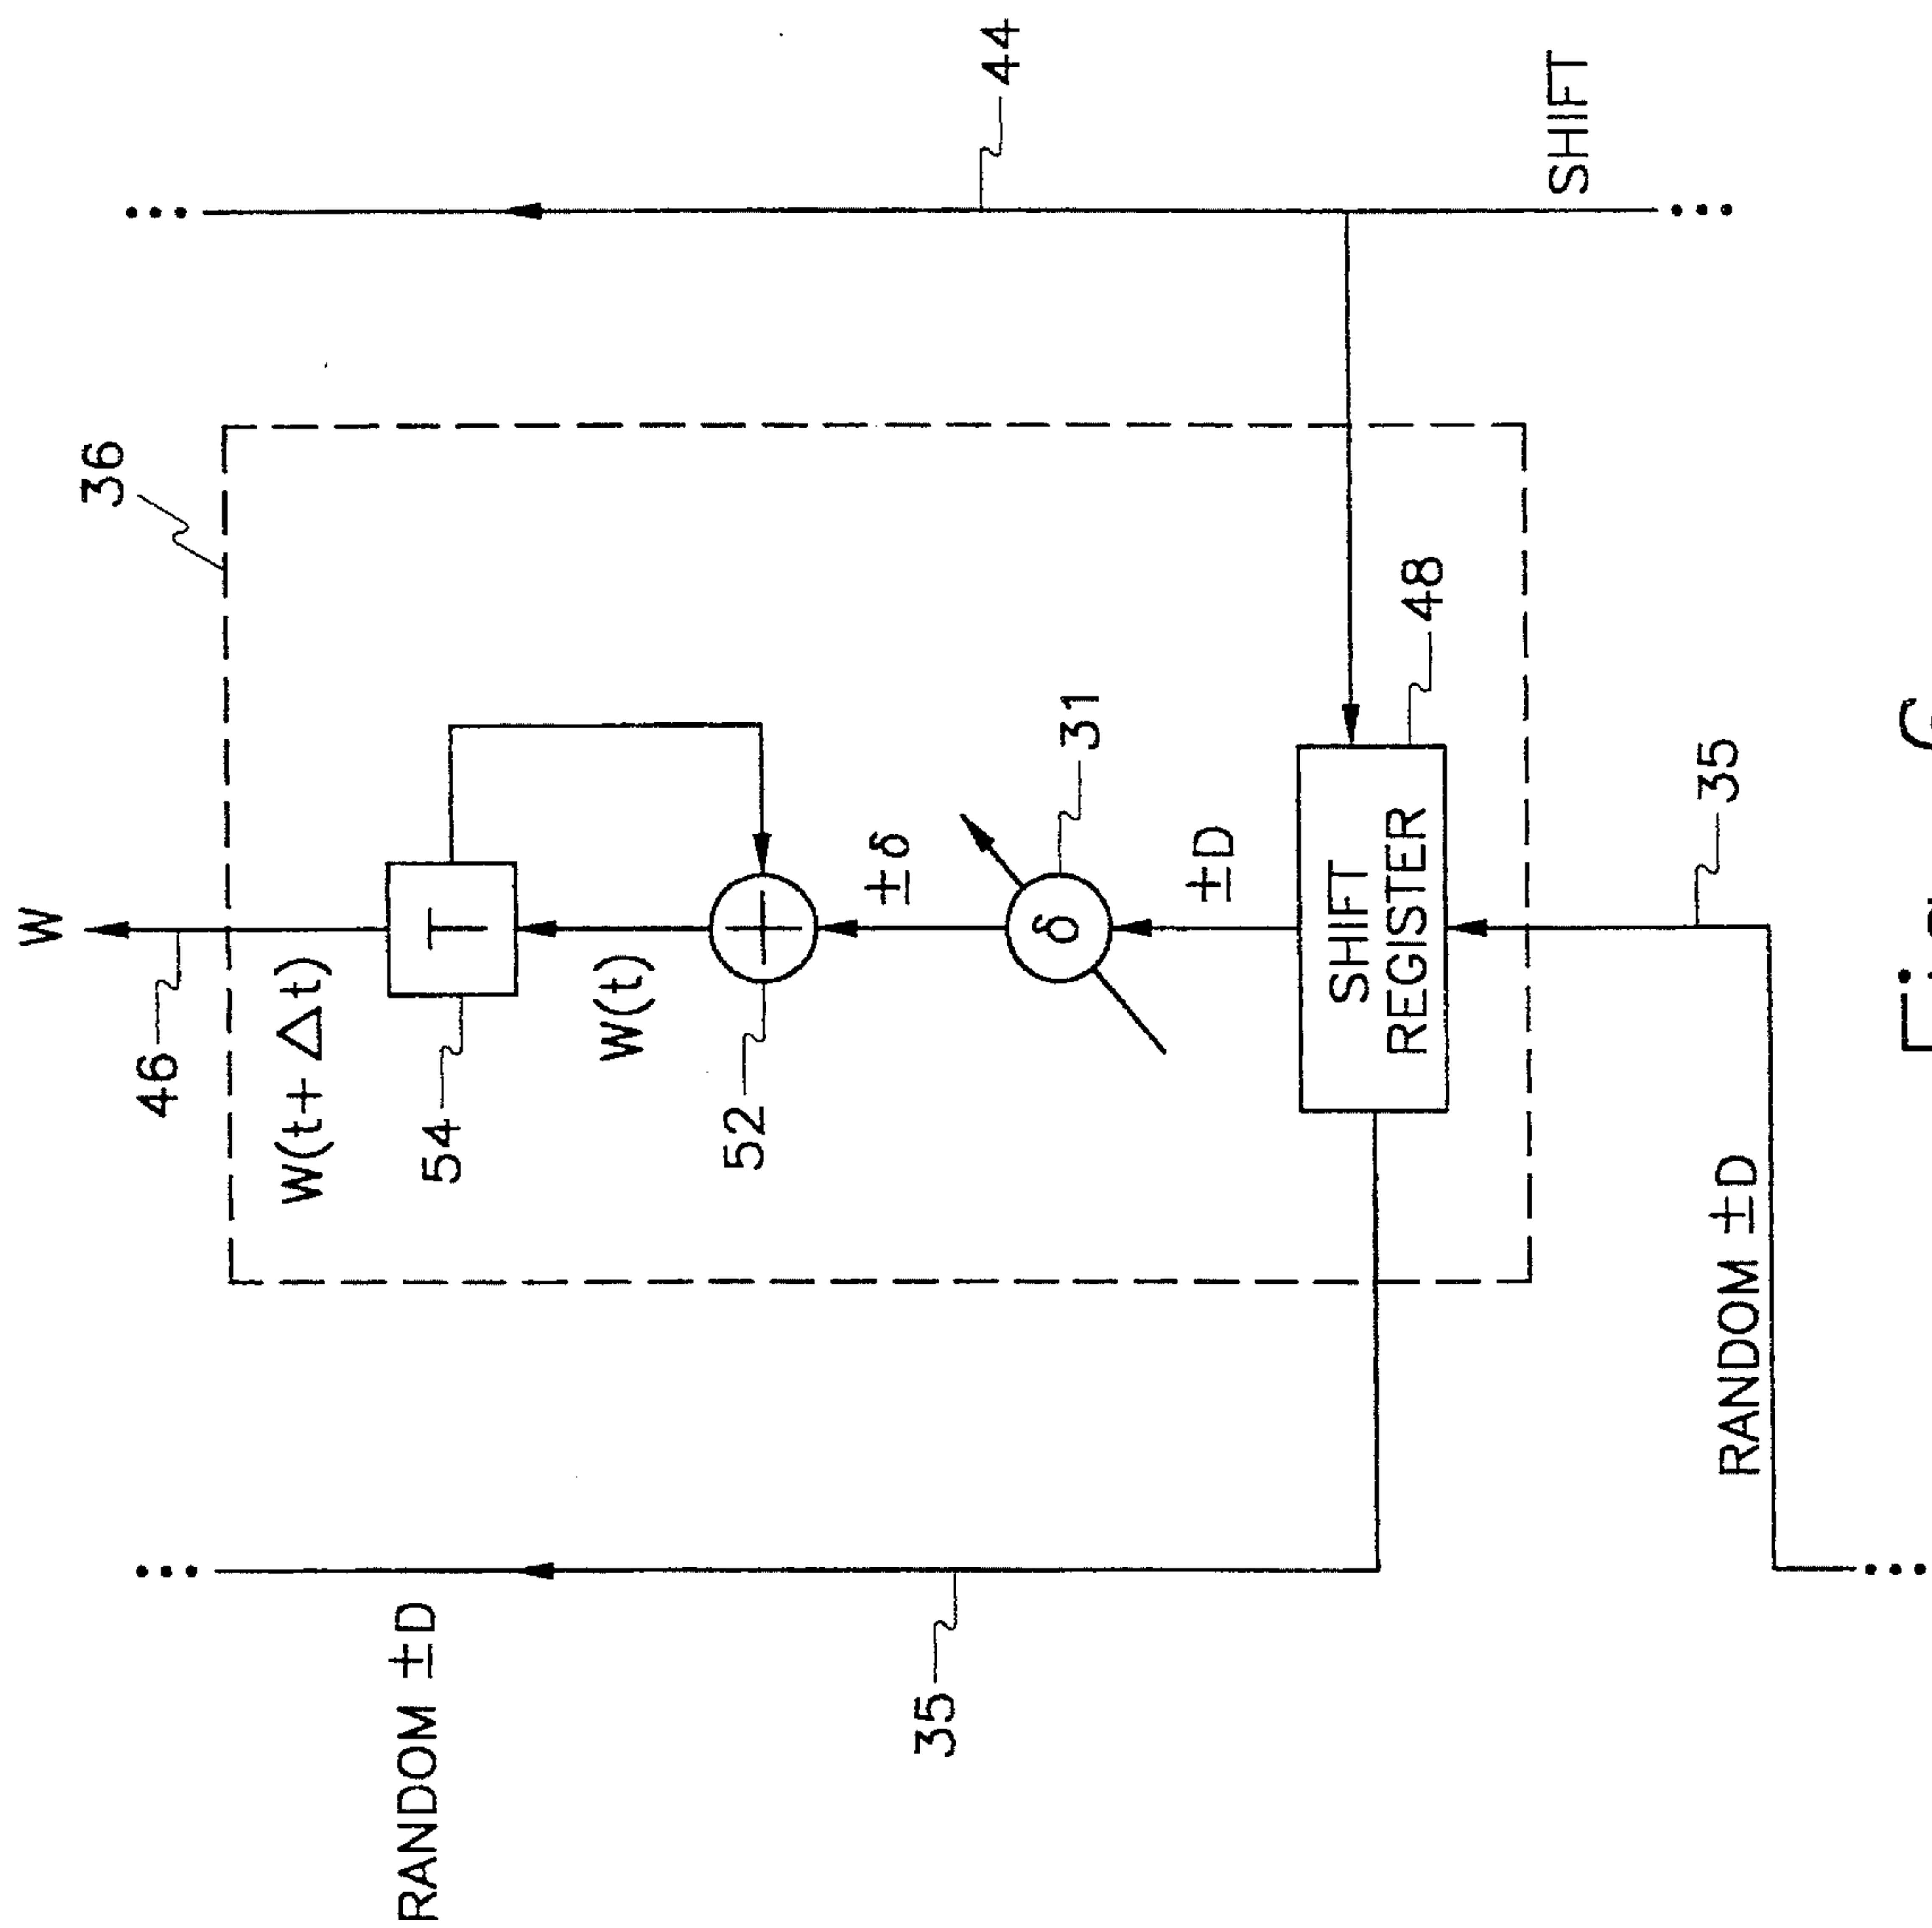 W
46
36
44
W(t+ Δt)
54
T
W(t)
52
+
±δ
δ
31
±D
SHIFT
REGISTER
48
SHIFT
RANDOM ±D
35
RANDOM ±D
35